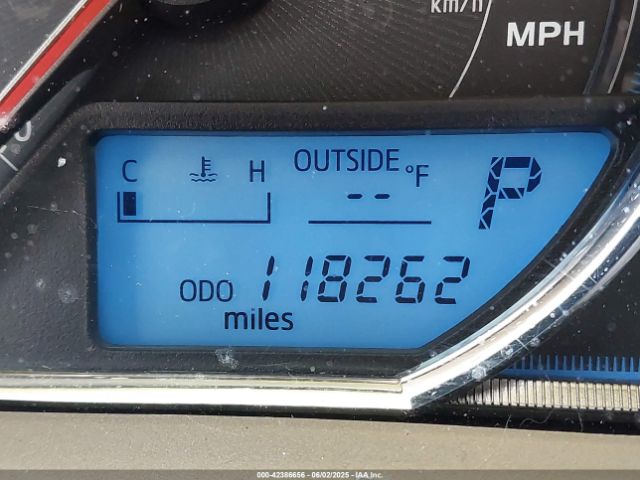 km/h
MPH
C H OUTSIDE °F P
--
ODO 118262
miles
000-42386656 - 06/02/2025 - IAA Inc.